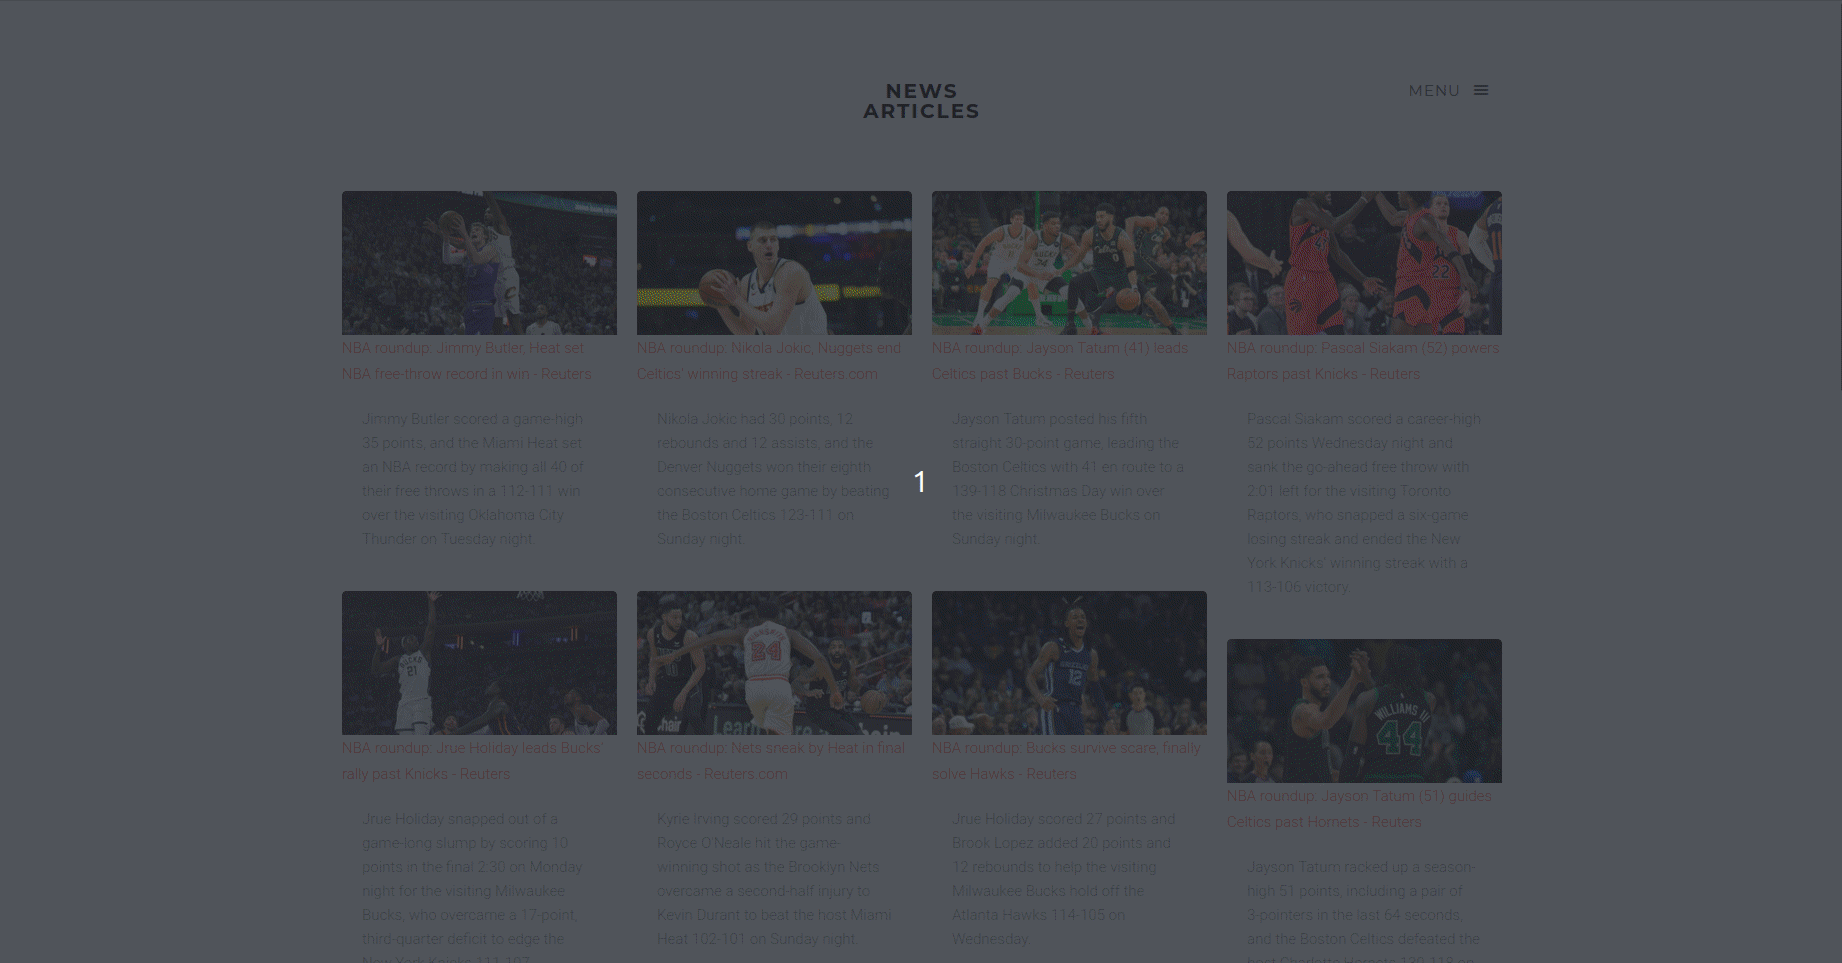 NEWS
ARTICLES
MENU
22
NBA roundup: Jimmy Butler, Heat set
NBA free-throw record in win - Reuters
Jimmy Butler scored a game-high
35 points, and the Miami Heat set
an NBA record by making all 40 of
their free throws in a 112-111 win
over the visiting Oklahoma City
Thunder on Tuesday night.
NBA roundup: Nikola Jokic, Nuggets end
Celtics' winning streak - Reuters.com
Nikola Jokic had 30 points, 12
rebounds and 12 assists, and the
Denver Nuggets won their eighth
consecutive home game by beating
the Boston Celtics 123-111 on
Sunday night.
NBA roundup: Jayson Tatum (41) leads
Celtics past Bucks - Reuters
Jayson Tatum posted his fifth
straight 30-point game, leading the
Boston Celtics with 41 en route to a
139-118 Christmas Day win over
the visiting Milwaukee Bucks on
Sunday night.
NBA roundup: Pascal Siakam (52) powers
Raptors past Knicks - Reuters
Pascal Siakam scored a career-high
52 points Wednesday night and
sank the go-ahead free throw with
2:01 left for the visiting Toronto
Raptors, who snapped a six-game
losing streak and ended the New
York Knicks' winning streak with a
113-106 victory.
1
BUCKS
21
NBA roundup: Jrue Holiday leads Bucks'
rally past Knicks - Reuters
Jrue Holiday snapped out of a
game-long slump by scoring 10
points in the final 2:30 on Monday
night for the visiting Milwaukee
Bucks, who overcame a 17-point,
third-quarter deficit to edge the
New York Knicks
24
NBA roundup: Nets sneak by Heat in final
seconds - Reuters.com
Kyrie Irving scored 29 points and
Royce O'Neale hit the game-
winning shot as the Brooklyn Nets
overcame a second-half injury to
Kevin Durant to beat the host Miami
Heat 102-101 on Sunday night.
12
NBA roundup: Bucks survive scare, finally
solve Hawks - Reuters
Jrue Holiday scored 27 points and
Brook Lopez added 20 points and
12 rebounds to help the visiting
Milwaukee Bucks hold off the
Atlanta Hawks 114-105 on
Wednesday.
WILLIAMS III
44
NBA roundup: Jayson Tatum (51) guides
Celtics past Hornets - Reuters
Jayson Tatum racked up a season-
high 51 points, including a pair of
3-pointers in the last 64 seconds,
and the Boston Celtics defeated the
host Charlotte Hornets